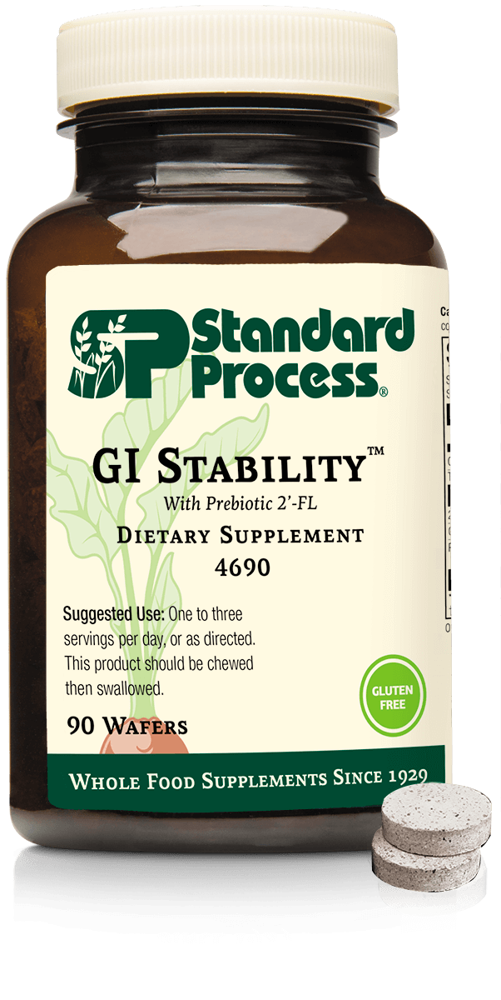 Standard
Process®
GI Stability™
With Prebiotic 2’-FL
Dietary Supplement
4690
Suggested Use: One to three
servings per day, or as directed.
This product should be chewed
then swallowed.
90 Wafers
GLUTEN
FREE
Whole Food Supplements Since 1929